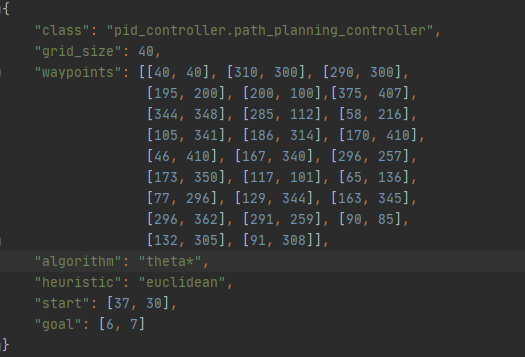 {
"class": "pid_controller.path_planning_controller",
"grid_size": 40,
"waypoints": [[40, 40], [310, 300], [290, 300],
[195, 200], [200, 100],[375, 407],
[344, 348], [285, 112], [58, 216],
[105, 341], [186, 314], [170, 410],
[46, 410], [167, 340], [296, 257],
[173, 350], [117, 101], [65, 136],
[77, 296], [129, 344], [163, 345],
[296, 362], [291, 259], [90, 85],
[132, 305], [91, 308]],
"algorithm": "theta*",
"heuristic": "euclidean",
"start": [37, 30],
"goal": [6, 7]
}